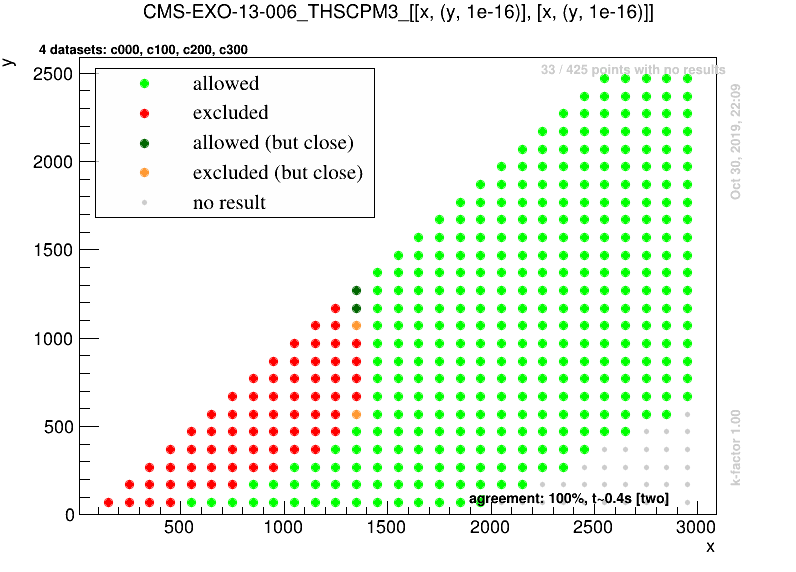 CMS-EXO-13-006_THSCPM3_[[x, (y, 1e-16)], [x, (y, 1e-16)]]
4 datasets: c000, c100, c200, c300
33 / 425 points with no results
y
allowed
excluded
allowed (but close)
excluded (but close)
no result
2500
2000
1500
1000
500
0
Oct 30, 2019, 22:09
k-factor 1.00
agreement: 100%, t~0.4s [two]
500 1000 1500 2000 2500 3000
x